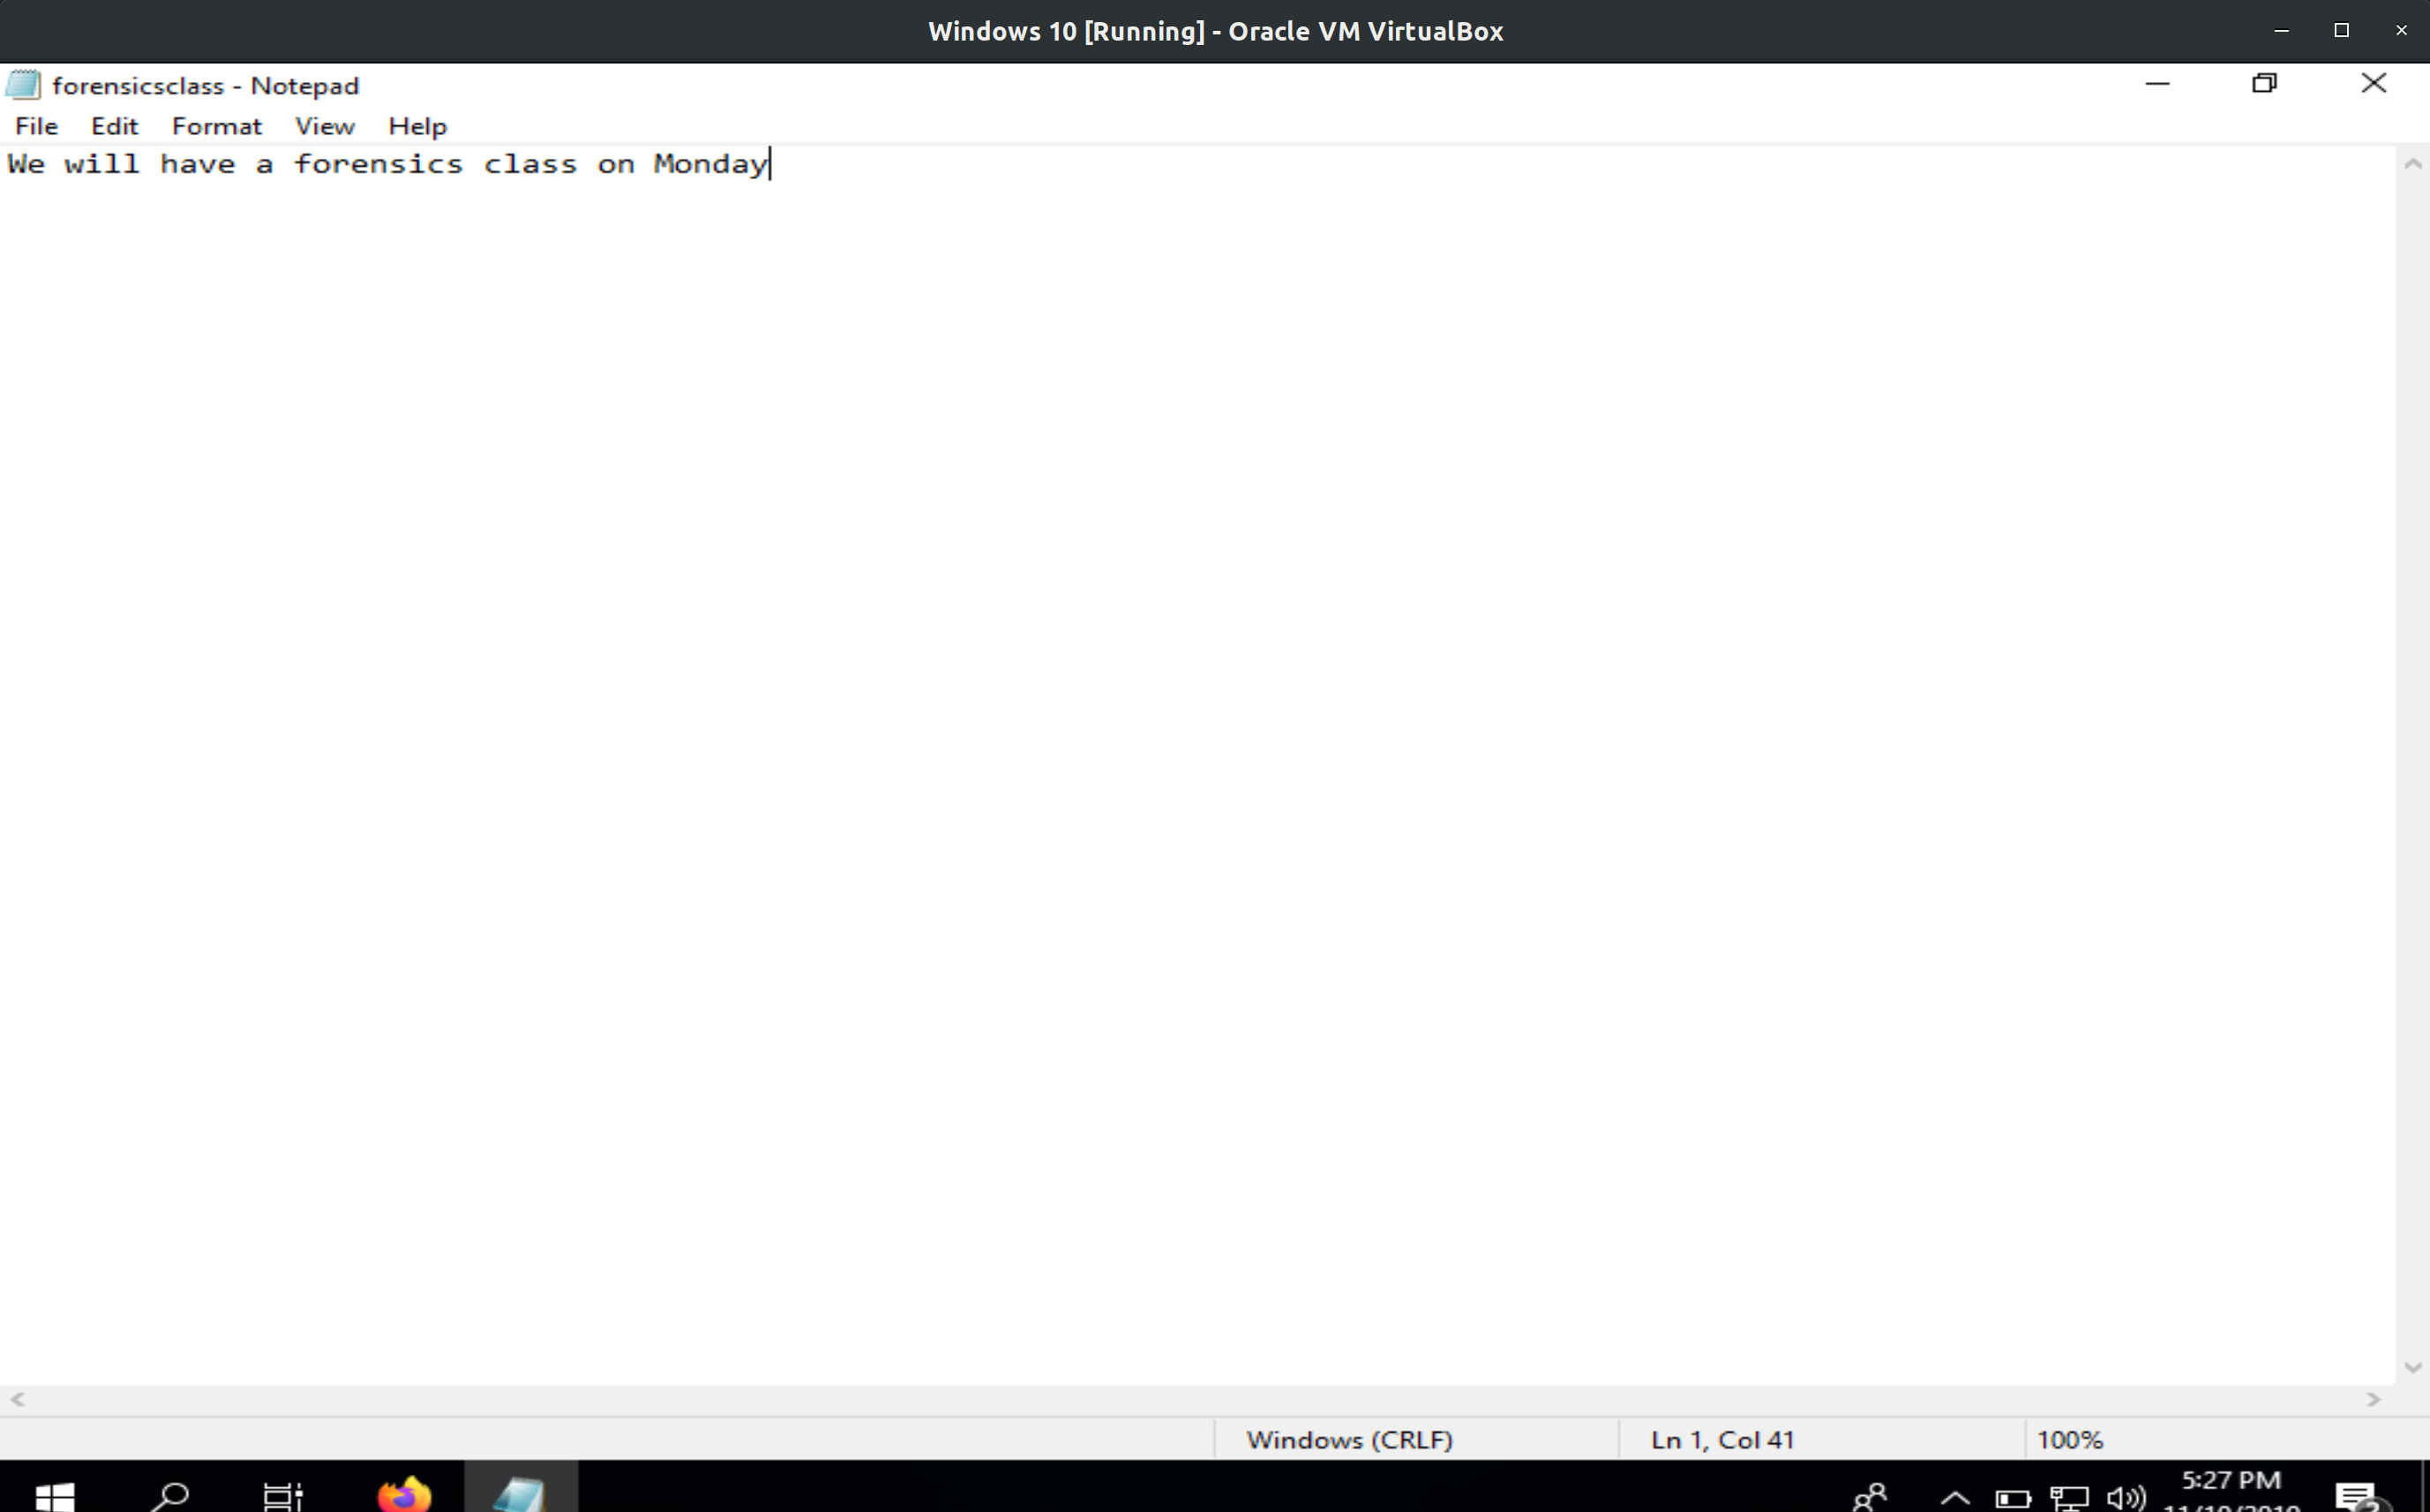 Windows 10 [Running] - Oracle VM VirtualBox
forensicsclass - Notepad
File Edit Format View Help
We will have a forensics class on Monday
Windows (CRLF) Ln 1, Col 41 100%
5:27 PM